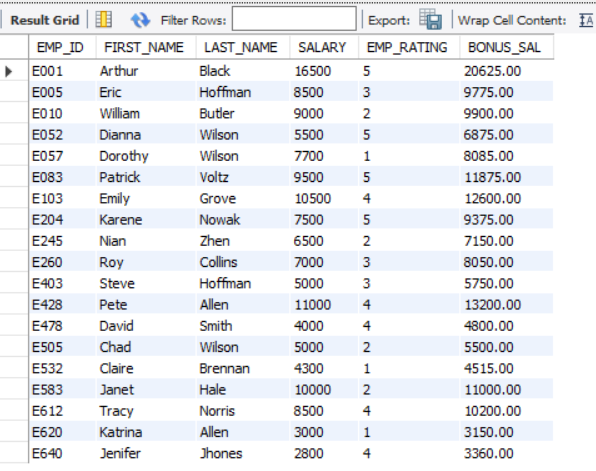 Result Grid Filter Rows: Export: Wrap Cell Content: IA
EMP_ID FIRST_NAME LAST_NAME SALARY EMP_RATING BONUS_SAL
E001 Arthur Black 16500 5 20625.00
E005 Eric Hoffman 8500 3 9775.00
E010 William Butler 9000 2 9900.00
E052 Dianna Wilson 5500 5 6875.00
E057 Dorothy Wilson 7700 1 8085.00
E083 Patrick Voltz 9500 5 11875.00
E103 Emily Grove 10500 4 12600.00
E204 Karene Nowak 7500 5 9375.00
E245 Nian Zhen 6500 2 7150.00
E260 Roy Collins 7000 3 8050.00
E403 Steve Hoffman 5000 3 5750.00
E428 Pete Allen 11000 4 13200.00
E478 David Smith 4000 4 4800.00
E505 Chad Wilson 5000 2 5500.00
E532 Claire Brennan 4300 1 4515.00
E583 Janet Hale 10000 2 11000.00
E612 Tracy Norris 8500 4 10200.00
E620 Katrina Allen 3000 1 3150.00
E640 Jenifer Jhones 2800 4 3360.00